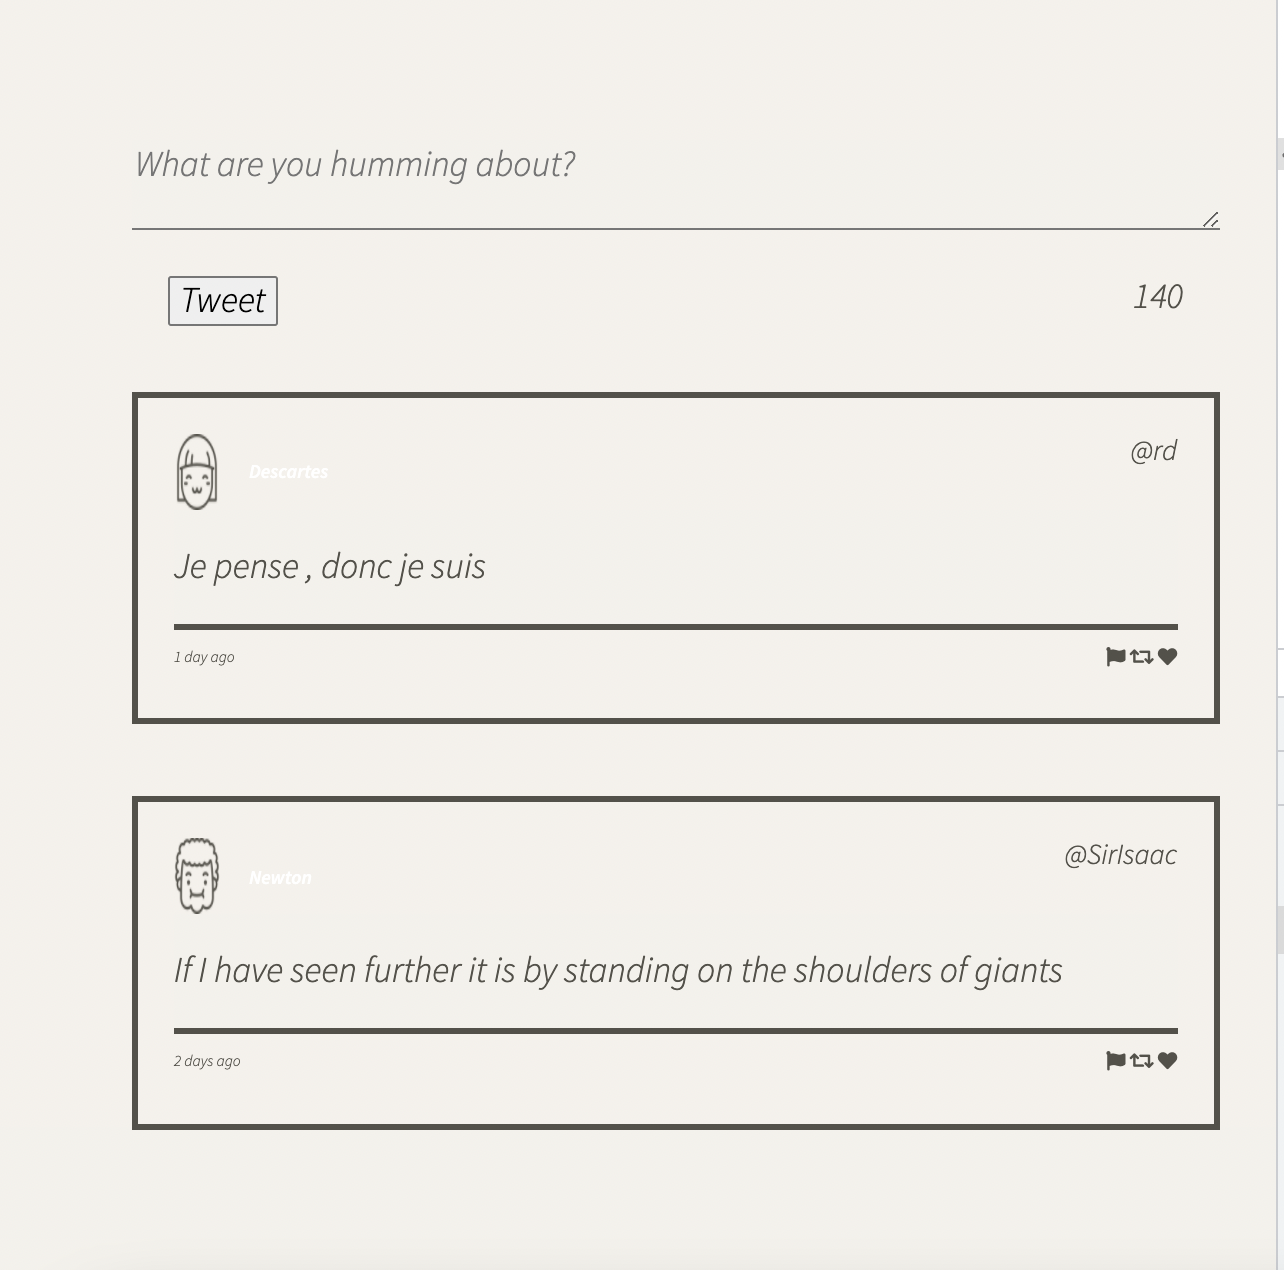 What are you humming about?
Tweet
140
Descartes
@rd
Je pense , donc je suis
1 day ago
Newton
@SirIsaac
If I have seen further it is by standing on the shoulders of giants
2 days ago